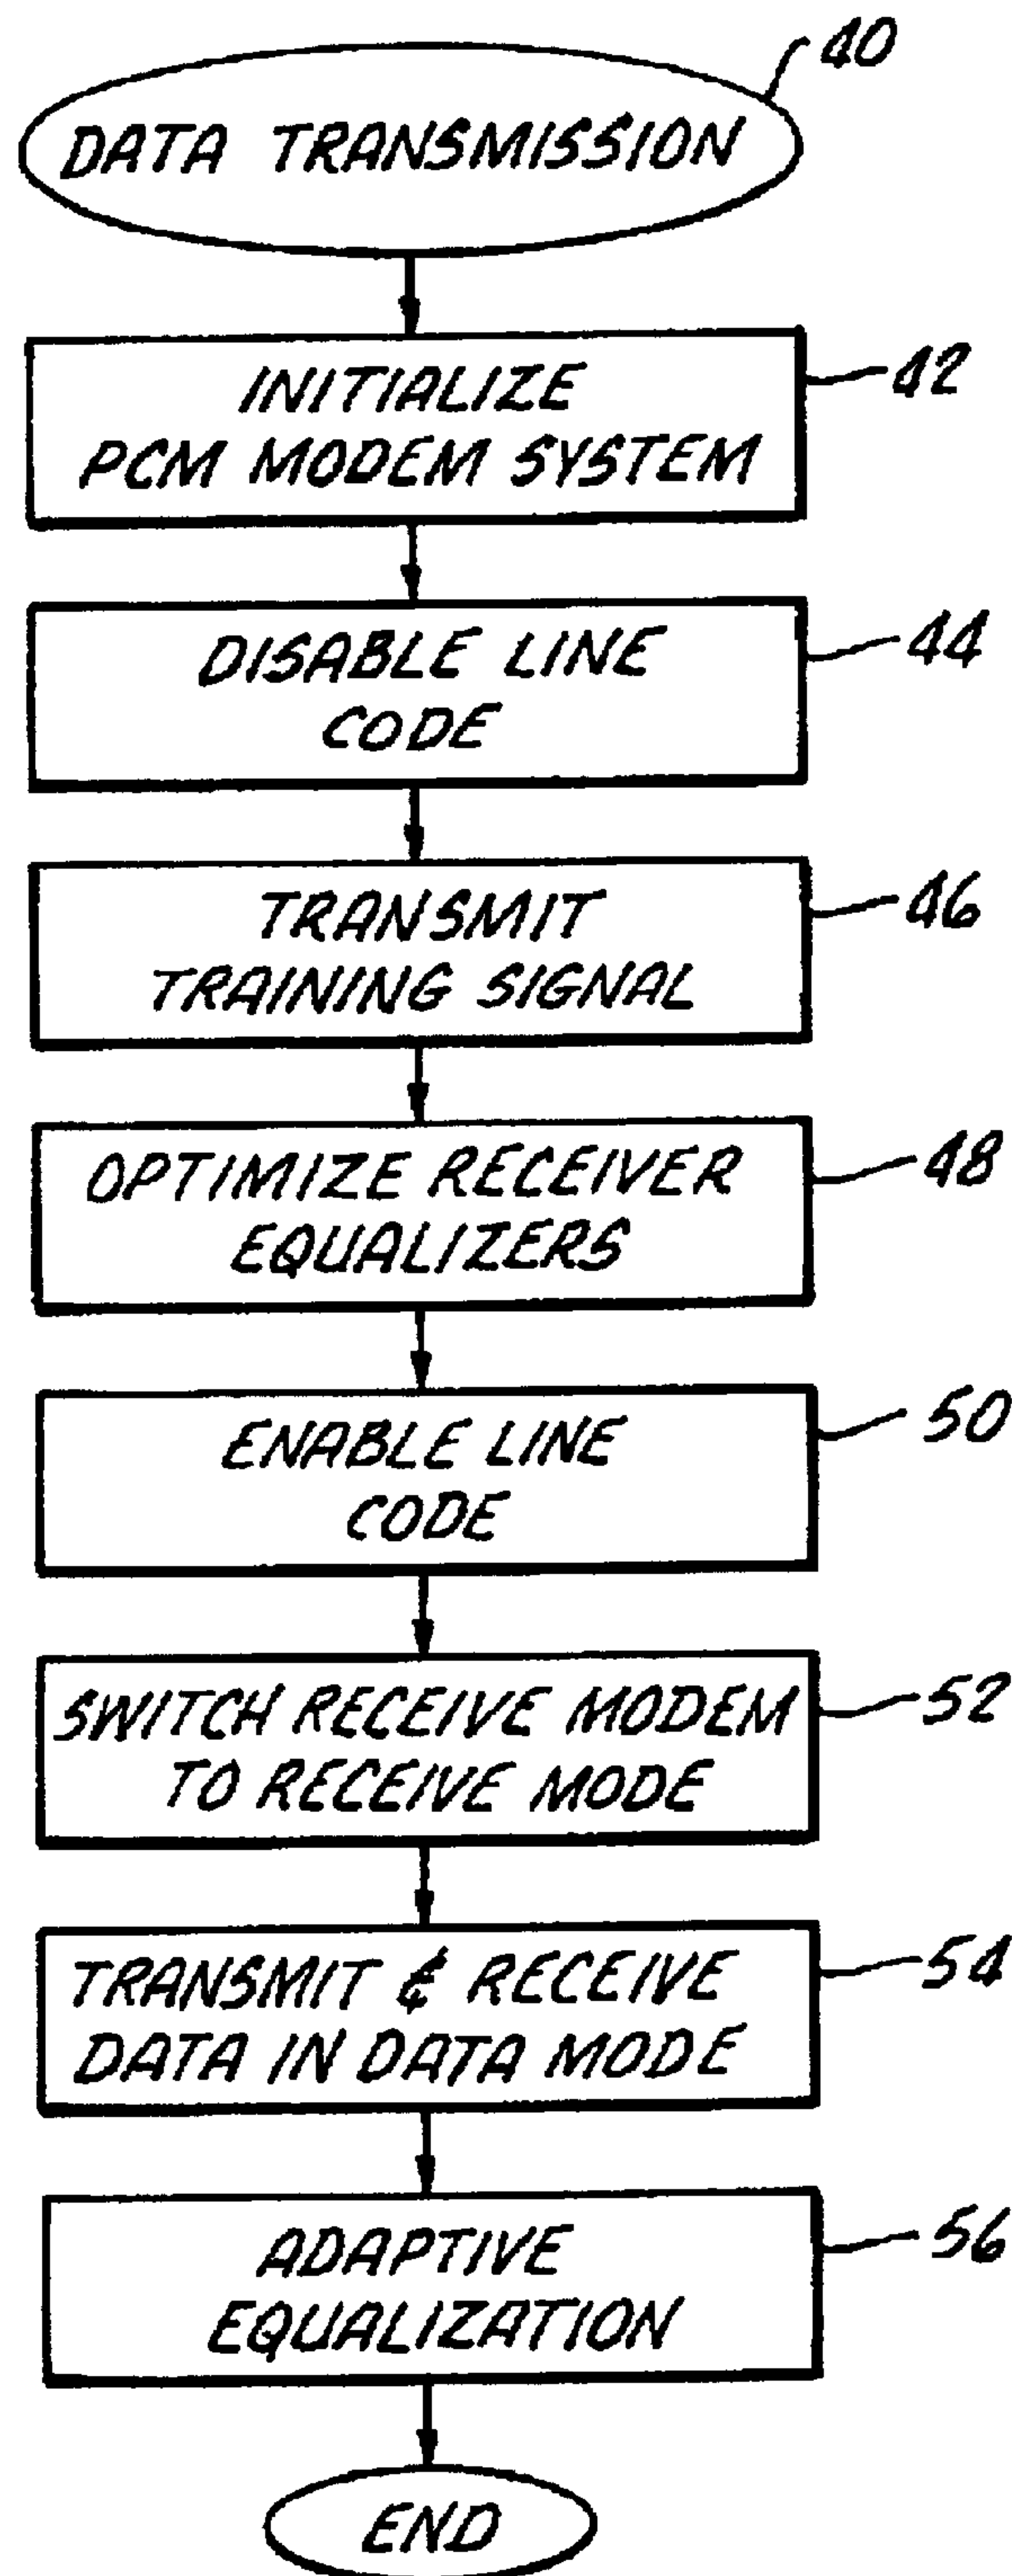 40
DATA TRANSMISSION
42
INITIALIZE
PCM MODEM SYSTEM
44
DISABLE LINE
CODE
46
TRANSMIT
TRAINING SIGNAL
48
OPTIMIZE RECEIVER
EQUALIZERS
50
ENABLE LINE
CODE
52
SWITCH RECEIVE MODEM
TO RECEIVE MODE
54
TRANSMIT & RECEIVE
DATA IN DATA MODE
56
ADAPTIVE
EQUALIZATION
END